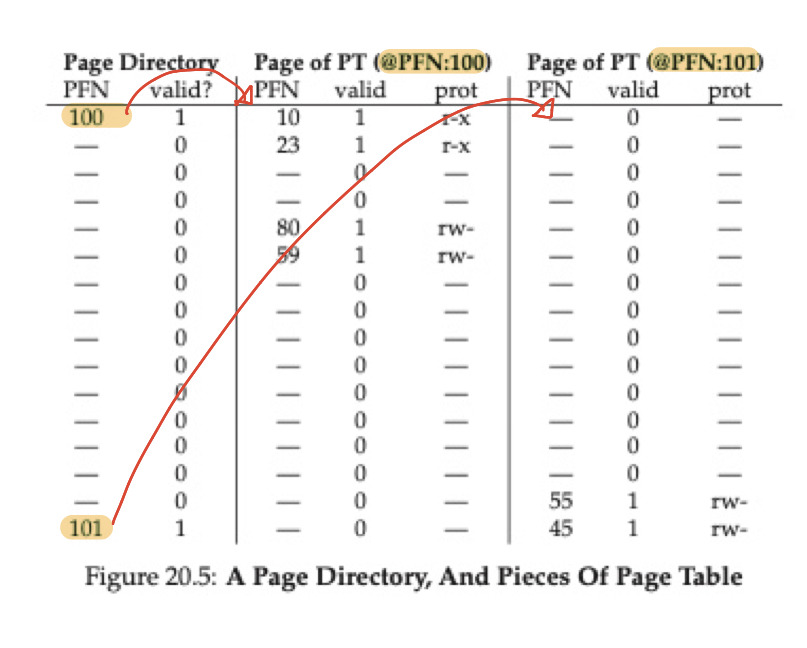 Page Directory Page of PT (@PFN:100) Page of PT (@PFN:101)
PFN valid? PFN valid prot PFN valid prot
100 1 10 1 r-x — 0 —
— 0 23 1 r-x — 0 —
— 0 — 0 — — 0 —
— 0 — 0 — — 0 —
— 0 80 1 rw- — 0 —
— 0 59 1 rw- — 0 —
— 0 — 0 — — 0 —
— 0 — 0 — — 0 —
— 0 — 0 — — 0 —
— 0 — 0 — — 0 —
— 0 — 0 — — 0 —
— 0 — 0 — — 0 —
— 0 — 0 — — 0 —
— 0 — 0 — — 0 —
— 0 — 0 — 55 1 rw-
101 1 — 0 — 45 1 rw-
Figure 20.5: A Page Directory, And Pieces Of Page Table